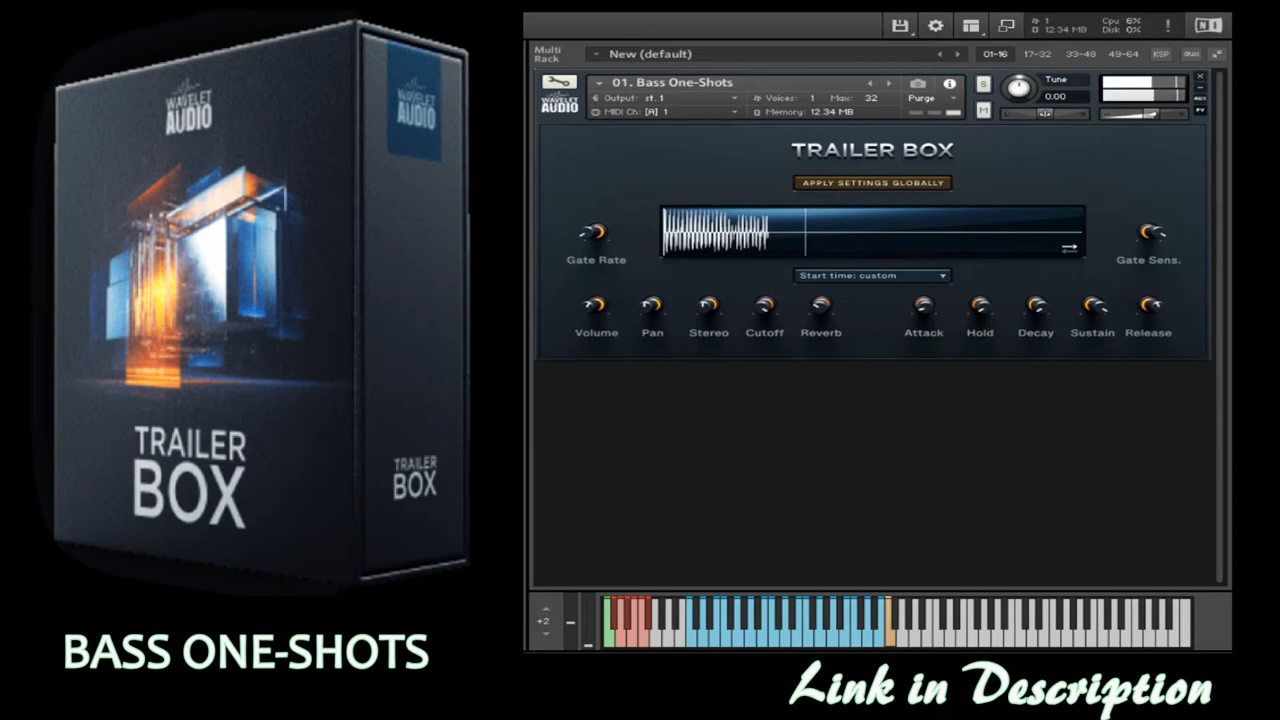 WAVELET
AUDIO
TRAILER
BOX
WAVELET
AUDIO
TRAILER
BOX
BASS ONE-SHOTS
1
12.34 MB
Cpu 6%
Disk 0%
!
Multi
Rack
New (default)
01-16 17-32 33-48 49-64 KSP AUX
WAVELET
AUDIO
01. Bass One-Shots
Output: st. 1 Voices: 1 Max: 32 Purge
MIDI Ch: [A] 1 Memory: 12.34 MB
S
M
Tune
0.00
AUX
PV
TRAILER BOX
APPLY SETTINGS GLOBALLY
Gate Rate
Gate Sens.
Start time: custom
Volume Pan Stereo Cutoff Reverb Attack Hold Decay Sustain Release
+2
Link in Description